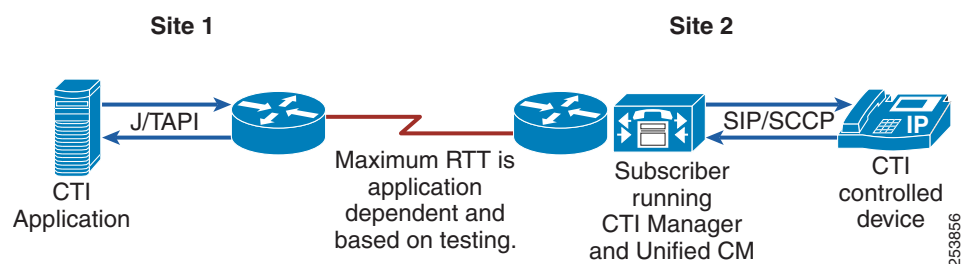 Site 1
Site 2
J/TAPI
SIP/SCCP
IP
CTI
Application
Maximum RTT is
application
dependent and
based on testing.
Subscriber
running
CTI Manager
and Unified CM
CTI
controlled
device
253856